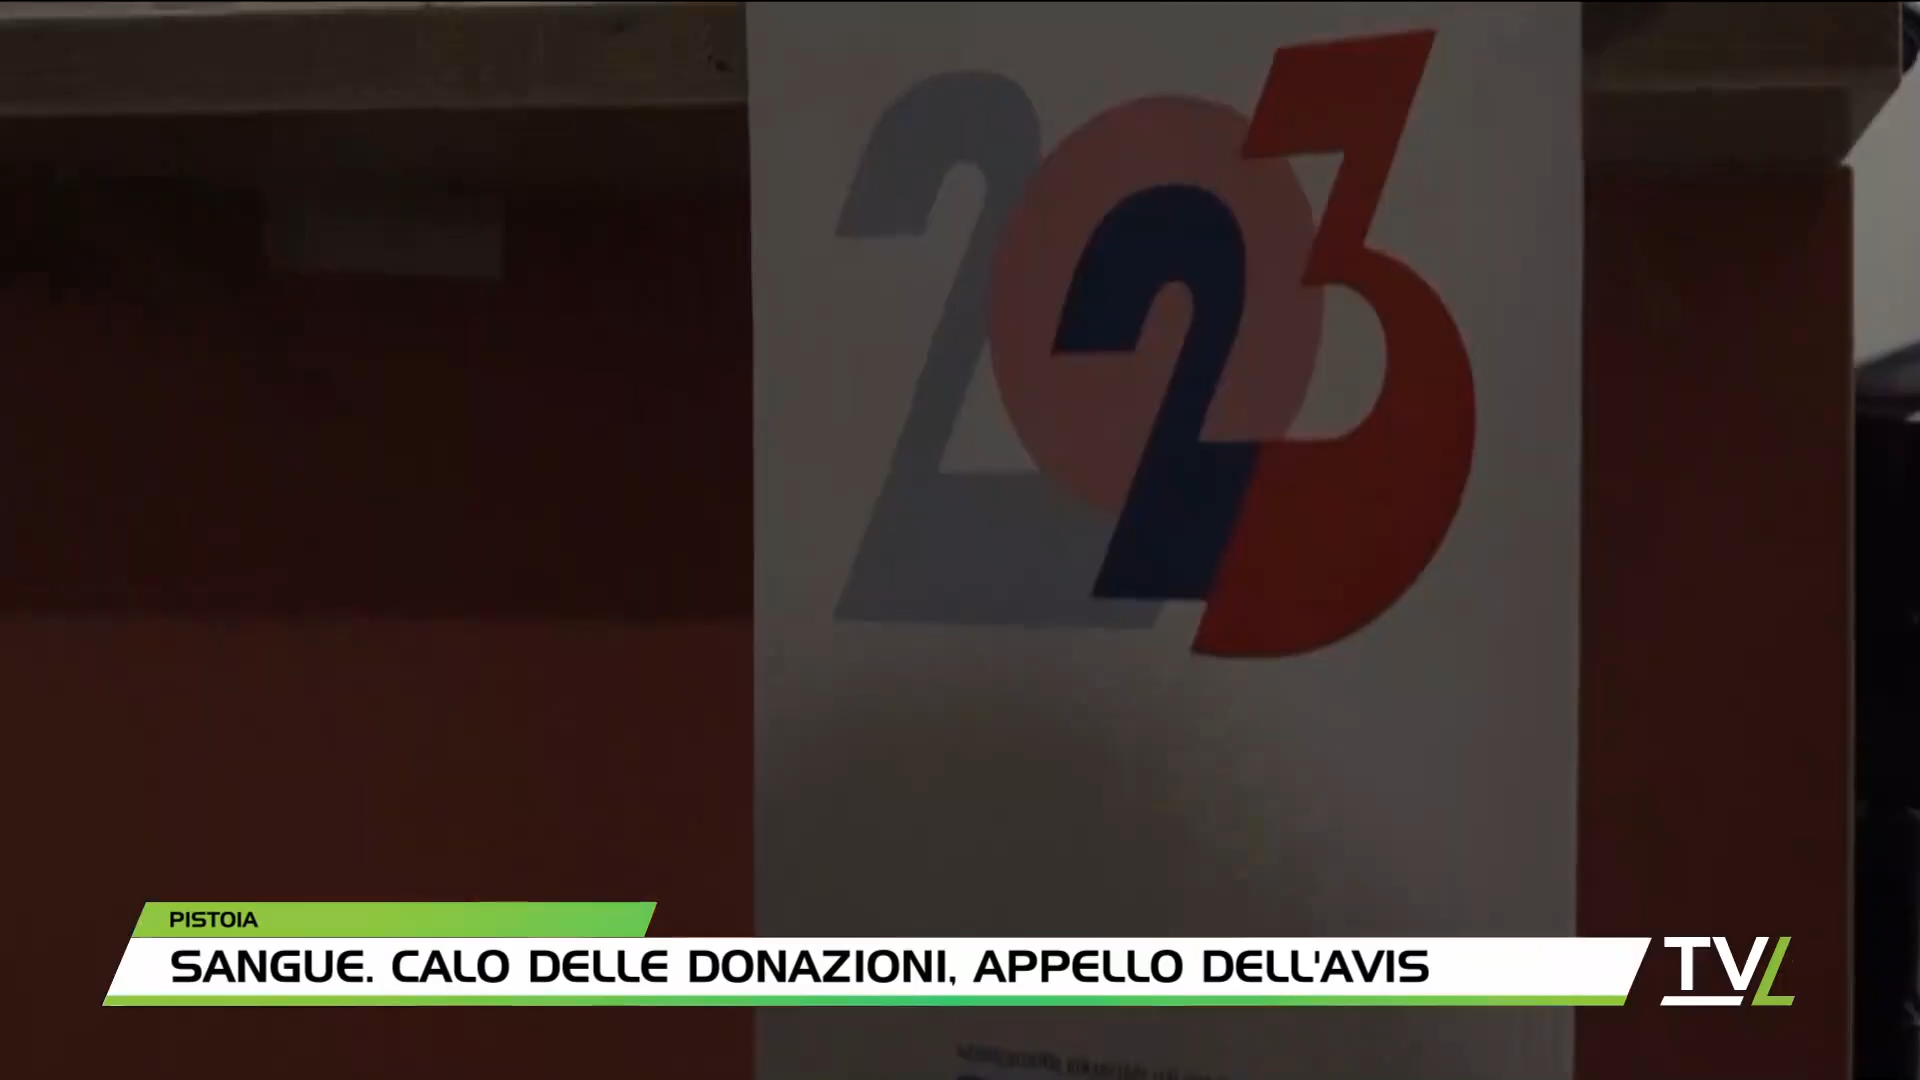 2023
PISTOIA
SANGUE. CALO DELLE DONAZIONI, APPELLO DELL'AVIS
TVL